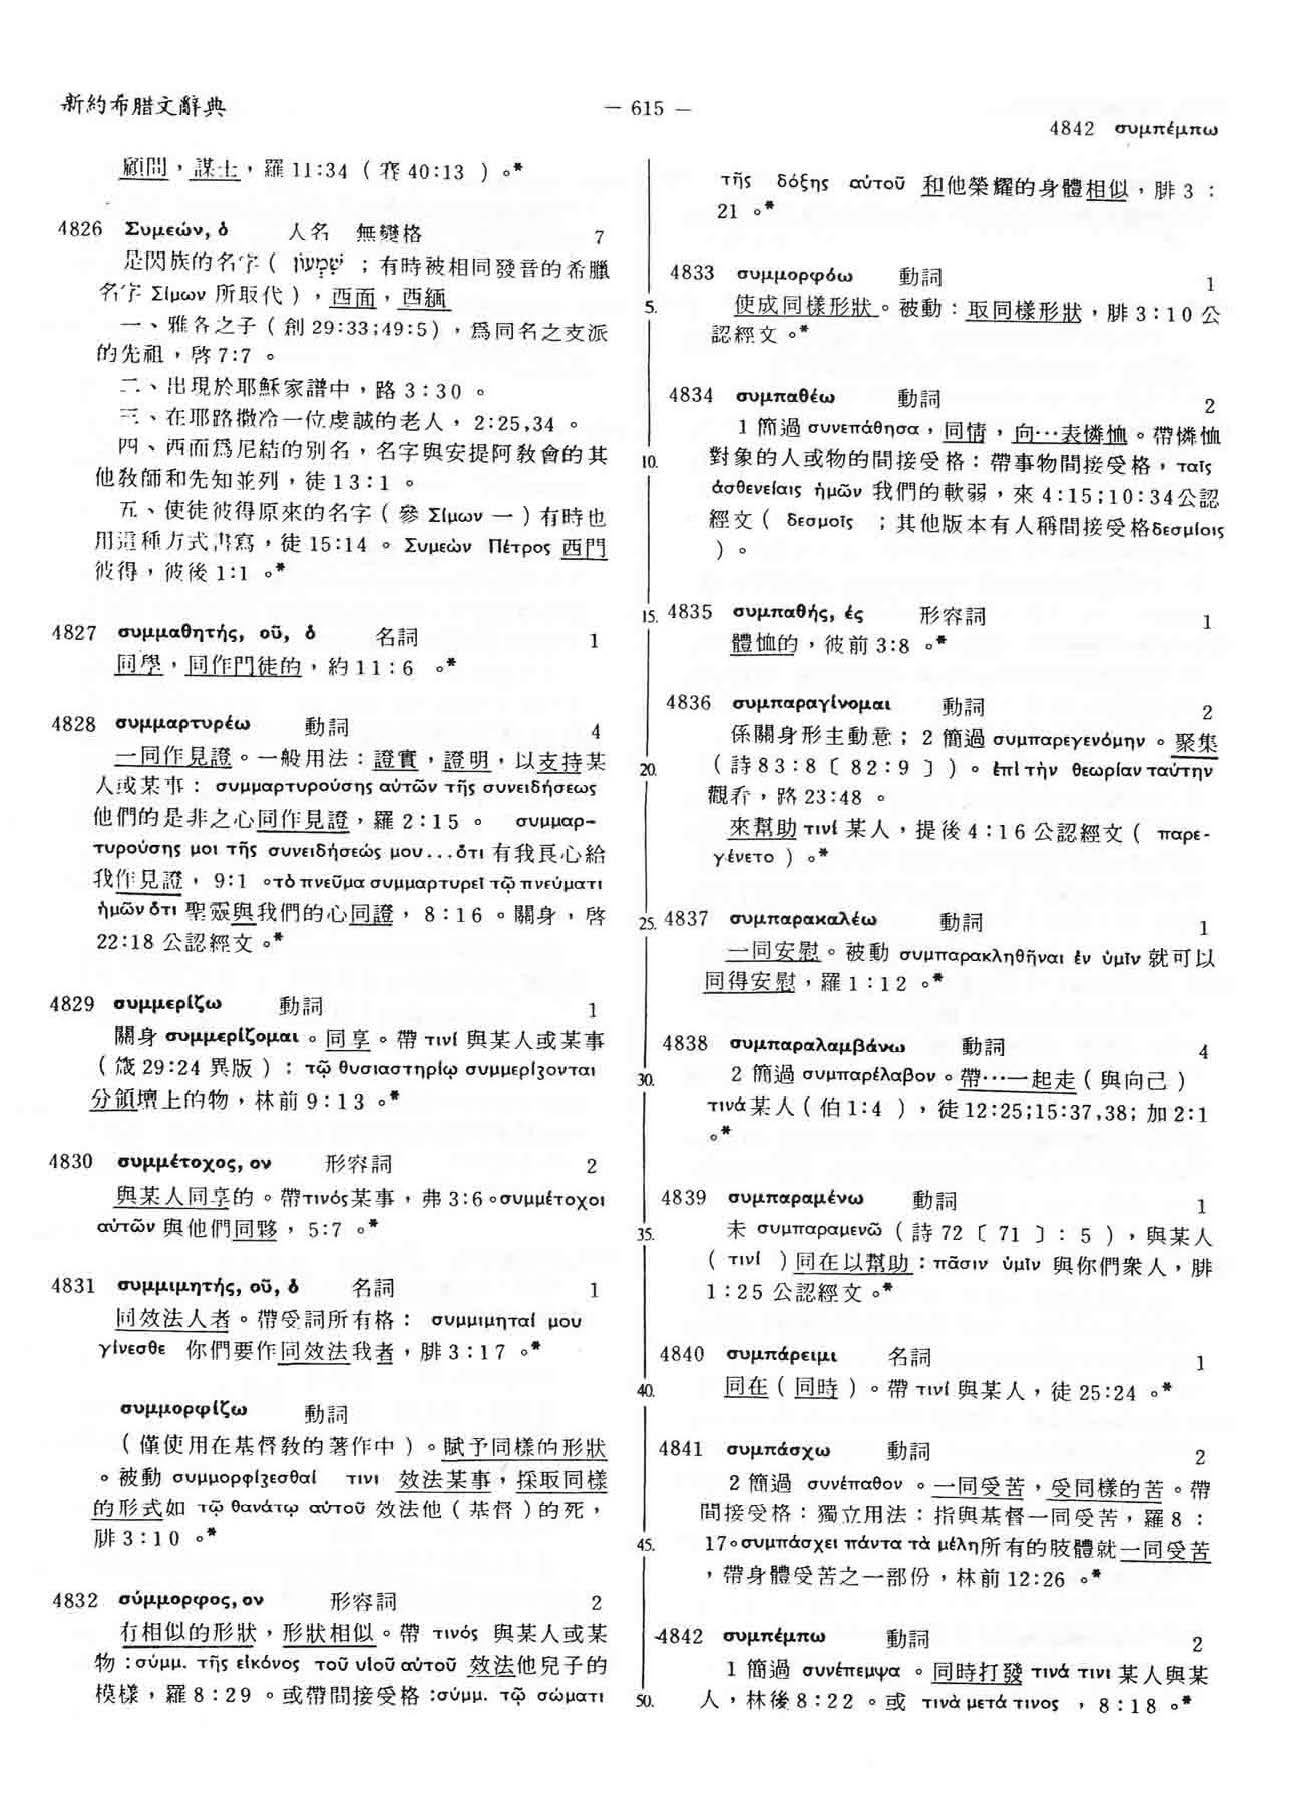 新約希腊文辭典
— 615 —
4842 συμπέμπω
顧問，謀士，羅 11:34 ( 賽 40:13 ) 。*
4826 Συμεών, ὁ 人名 無變格 7
是閃族的名字 ( שִׁמְעוֹן ；有時被相同發音的希臘
名字 Σίμων 所取代 )，西面，西緬
一、雅各之子 ( 創 29:33;49:5)，爲同名之支派
的先祖，啓 7:7 。
二、出現於耶穌家譜中，路 3:30 。
三、在耶路撒冷一位虔誠的老人， 2:25,34 。
四、西面爲尼結的別名，名字與安提阿教會的其
他教師和先知並列，徒 13:1 。
五、使徒彼得原來的名字 ( 參 Σίμων 一 ) 有時也
用這種方式書寫，徒 15:14 。 Συμεὼν Πέτρος 西門
彼得，彼後 1:1 。*
4827 συμμαθητής, οῦ, ὁ 名詞 1
同學，同作門徒的，約 11:6 。*
4828 συμμαρτυρέω 動詞 4
一同作見證。一般用法：證實，證明，以支持某
人或某事： συμμαρτυρούσης αὐτῶν τῆς συνειδήσεως
他們的是非之心同作見證，羅 2:15 。 συμμαρ-
τυρούσης μοι τῆς συνειδήσεώς μου...ὅτι 有我良心給
我作見證， 9:1 。τὸ πνεῦμα συμμαρτυρεῖ τῷ πνεύματι
ἡμῶν ὅτι 聖靈與我們的心同證， 8:16 。關身，啓
22:18 公認經文。*
4829 συμμερίζω 動詞 1
關身 συμμερίζομαι 。同享。帶 τινί 與某人或某事
( 箴 29:24 異版 ) : τῷ θυσιαστηρίῳ συμμερίζονται
分領壇上的物，林前 9:13 。*
4830 συμμέτοχος, ον 形容詞 2
與某人同享的。帶 τινός 某事，弗 3:6 。συμμέτοχοι
αὐτῶν 與他們同夥， 5:7 。*
4831 συμμιμητής, οῦ, ὁ 名詞 1
同效法人者。帶受詞所有格： συμμιμηταί μου
γίνεσθε 你們要作同效法我者，腓 3:17 。*
συμμορφίζω 動詞
( 僅使用在基督教的著作中 ) 。賦予同樣的形狀
。被動 συμμορφίζεσθαί τινι 效法某事，採取同樣
的形式如 τῷ θανάτῳ αὐτοῦ 效法他 ( 基督 ) 的死，
腓 3:10 。*
4832 σύμμορφος, ον 形容詞 2
有相似的形狀，形狀相似。帶 τινός 與某人或某
物 : σύμμ. τῆς εἰκόνος τοῦ υἱοῦ αὐτοῦ 效法他兒子的
模樣，羅 8:29 。或帶間接受格 :σύμμ. τῷ σώματι
5.
10.
15.
20.
25.
30.
35.
40.
45.
50.
τῆς δόξης αὐτοῦ 和他榮耀的身體相似，腓 3 :
21 。*
4833 συμμορφόω 動詞 1
使成同樣形狀。被動：取同樣形狀，腓 3:10 公
認經文。*
4834 συμπαθέω 動詞 2
1 簡過 συνεπάθησα，同情，向…表憐恤。帶憐恤
對象的人或物的間接受格：帶事物間接受格，ταῖς
ἀσθενείαις ἡμῶν 我們的軟弱，來 4:15;10:34公認
經文 ( δεσμοῖς ；其他版本有人稱間接受格δεσμίοις
) 。
4835 συμπαθής, ές 形容詞 1
體恤的，彼前 3:8 。*
4836 συμπαραγίνομαι 動詞 2
係關身形主動意； 2 簡過 συμπαρεγενόμην 。聚集
( 詩 83:8〔 82:9 〕) 。ἐπὶ τὴν θεωρίαν ταύτην
觀看，路 23:48 。
來幫助 τινί 某人，提後 4:16 公認經文 ( παρε-
γένετο ) 。*
4837 συμπαρακαλέω 動詞 1
一同安慰。被動 συμπαρακληθῆναι ἐν ὑμῖν 就可以
同得安慰，羅 1:12 。*
4838 συμπαραλαμβάνω 動詞 4
2 簡過 συμπαρέλαβον 。帶…一起走 ( 與向己 )
τινά 某人 ( 伯 1:4 ) ，徒 12:25;15:37,38; 加 2:1
。*
4839 συμπαραμένω 動詞 1
未 συμπαραμενῶ ( 詩 72〔 71 〕: 5 ) ，與某人
( τινί ) 同在以幫助：πᾶσιν ὑμῖν 與你們衆人，腓
1:25 公認經文。*
4840 συμπάρειμι 名詞 1
同在 ( 同時 ) 。帶 τινί 與某人，徒 25:24 。*
4841 συμπάσχω 動詞 2
2 簡過 συνέπαθον 。一同受苦，受同樣的苦。帶
間接受格：獨立用法：指與基督一同受苦，羅 8 :
17。συμπάσχει πάντα τὰ μέλη所有的肢體就一同受苦
，帶身體受苦之一部份，林前 12:26 。*
4842 συμπέμπω 動詞 2
1 簡過 συνέπεμψα 。同時打發 τινά τινι 某人與某
人，林後 8:22 。或 τινὰ μετά τινος ， 8:18 。*